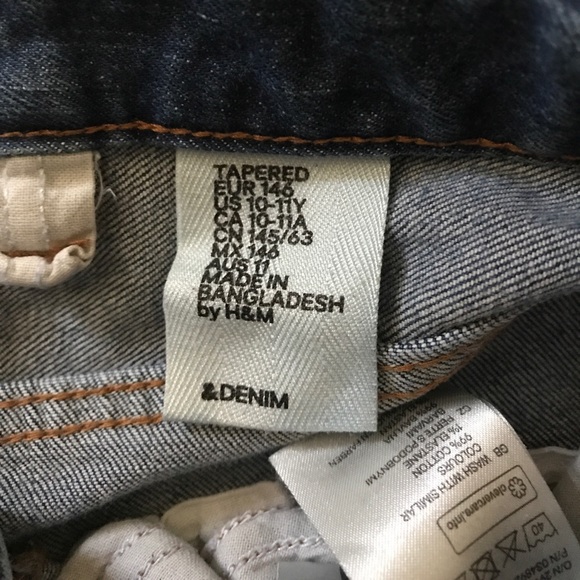 TAPERED
EUR 146
US 10-11Y
CA 10-11A
CN 145/63
MX 146
AUS 11
MADE IN
BANGLADESH
by H&M
&DENIM
GB WASH WITH SIMILAR
COLOURS
99% COTTON
1% ELASTANE
clevercare.info
40